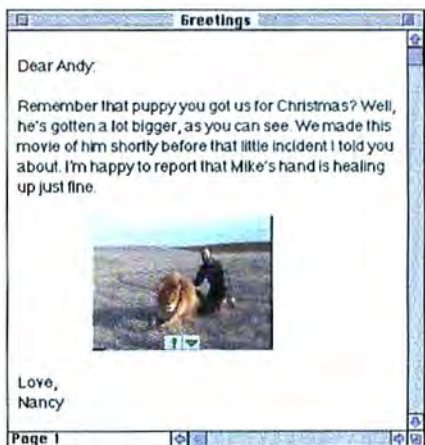 Greetings
Dear Andy:
Remember that puppy you got us for Christmas? Well,
he's gotten a lot bigger, as you can see. We made this
movie of him shortly before that little incident I told you
about. I'm happy to report that Mike's hand is healing
up just fine.
Love,
Nancy
Page 1